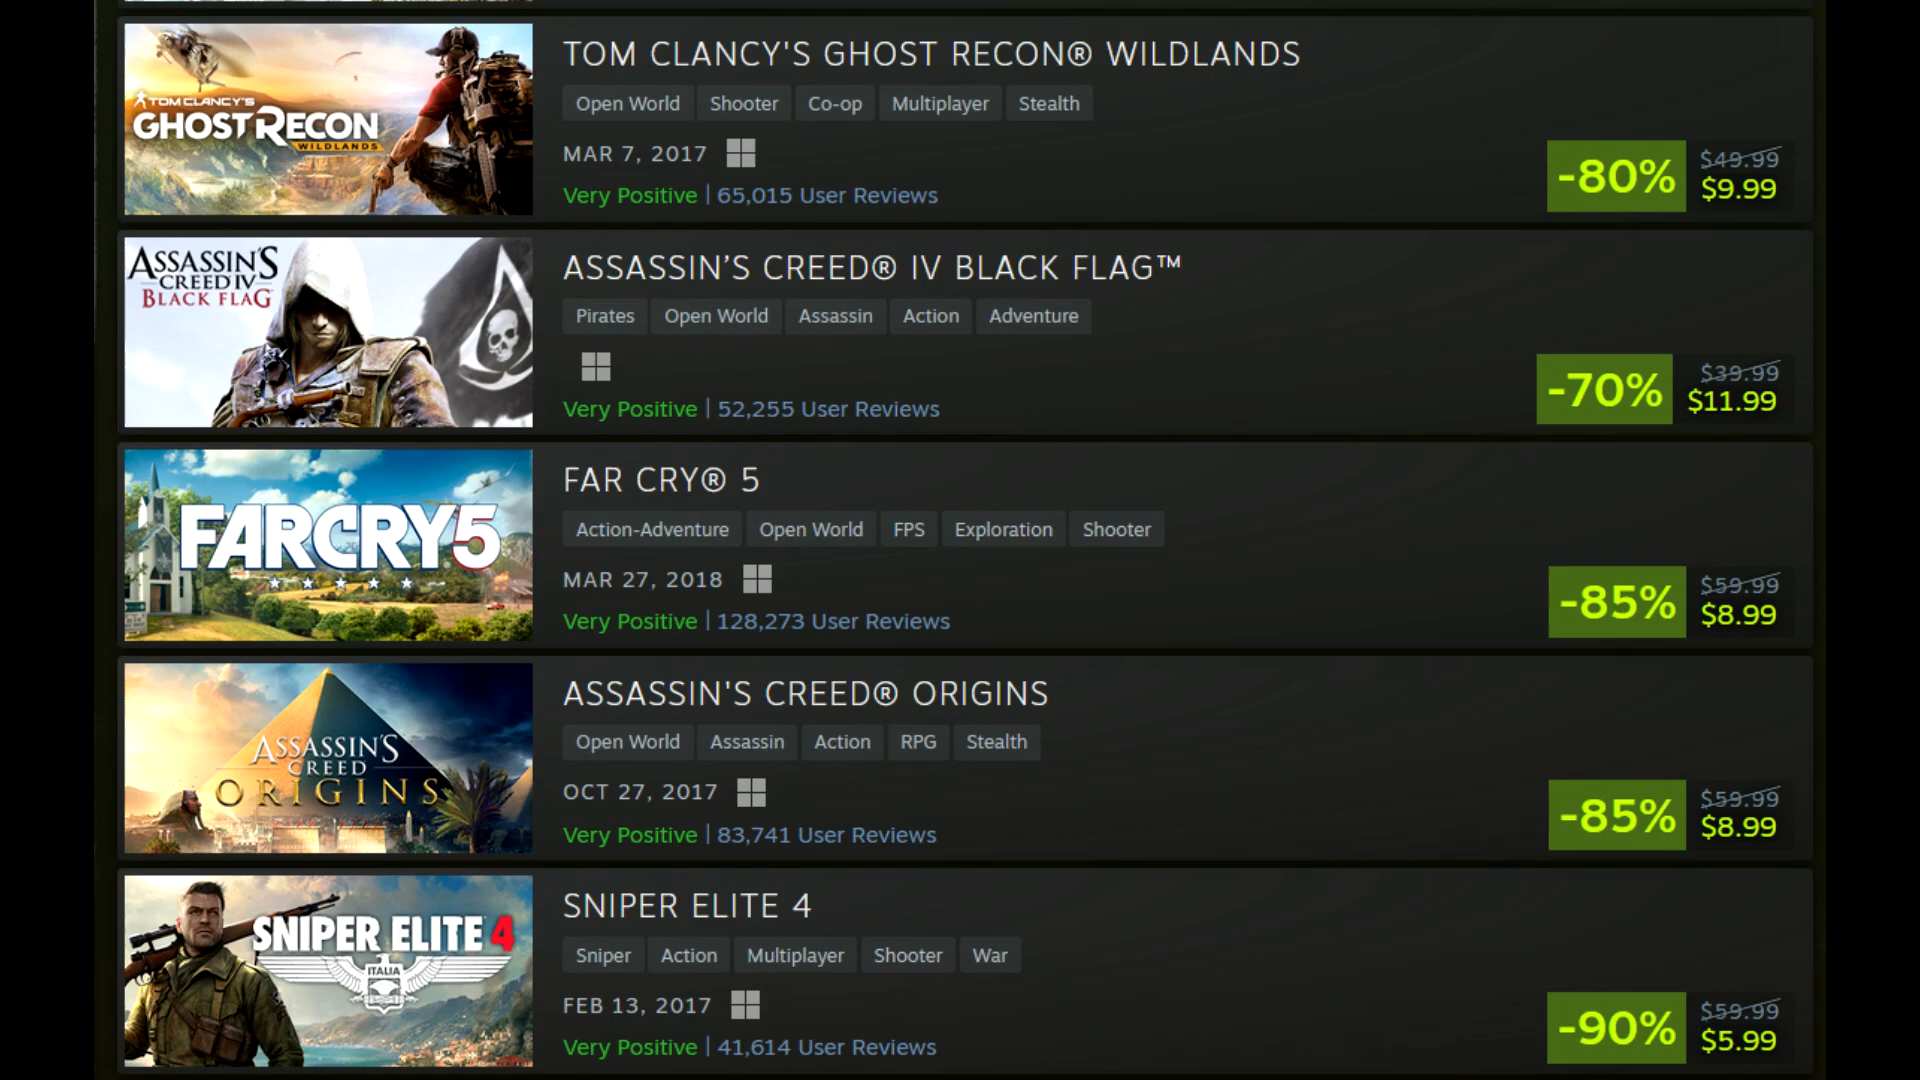 TOM CLANCY'S
GHOST RECON
WILDLANDS
TOM CLANCY'S GHOST RECON® WILDLANDS
Open World Shooter Co-op Multiplayer Stealth
MAR 7, 2017
Very Positive | 65,015 User Reviews
-80%
$49.99
$9.99
ASSASSIN'S
CREED IV
BLACK FLAG
ASSASSIN’S CREED® IV BLACK FLAG™
Pirates Open World Assassin Action Adventure
Very Positive | 52,255 User Reviews
-70%
$39.99
$11.99
FARCRY5
FAR CRY® 5
Action-Adventure Open World FPS Exploration Shooter
MAR 27, 2018
Very Positive | 128,273 User Reviews
-85%
$59.99
$8.99
ASSASSIN'S
CREED
ORIGINS
ASSASSIN'S CREED® ORIGINS
Open World Assassin Action RPG Stealth
OCT 27, 2017
Very Positive | 83,741 User Reviews
-85%
$59.99
$8.99
SNIPER ELITE 4
ITALIA
SNIPER ELITE 4
Sniper Action Multiplayer Shooter War
FEB 13, 2017
Very Positive | 41,614 User Reviews
-90%
$59.99
$5.99